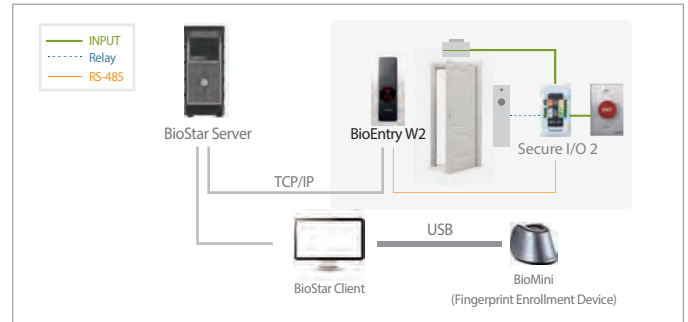 INPUT
Relay
RS-485
BioStar Server
BioEntry W2
EXIT
Secure I/O 2
TCP/IP
USB
BioStar Client
BioMini
(Fingerprint Enrollment Device)